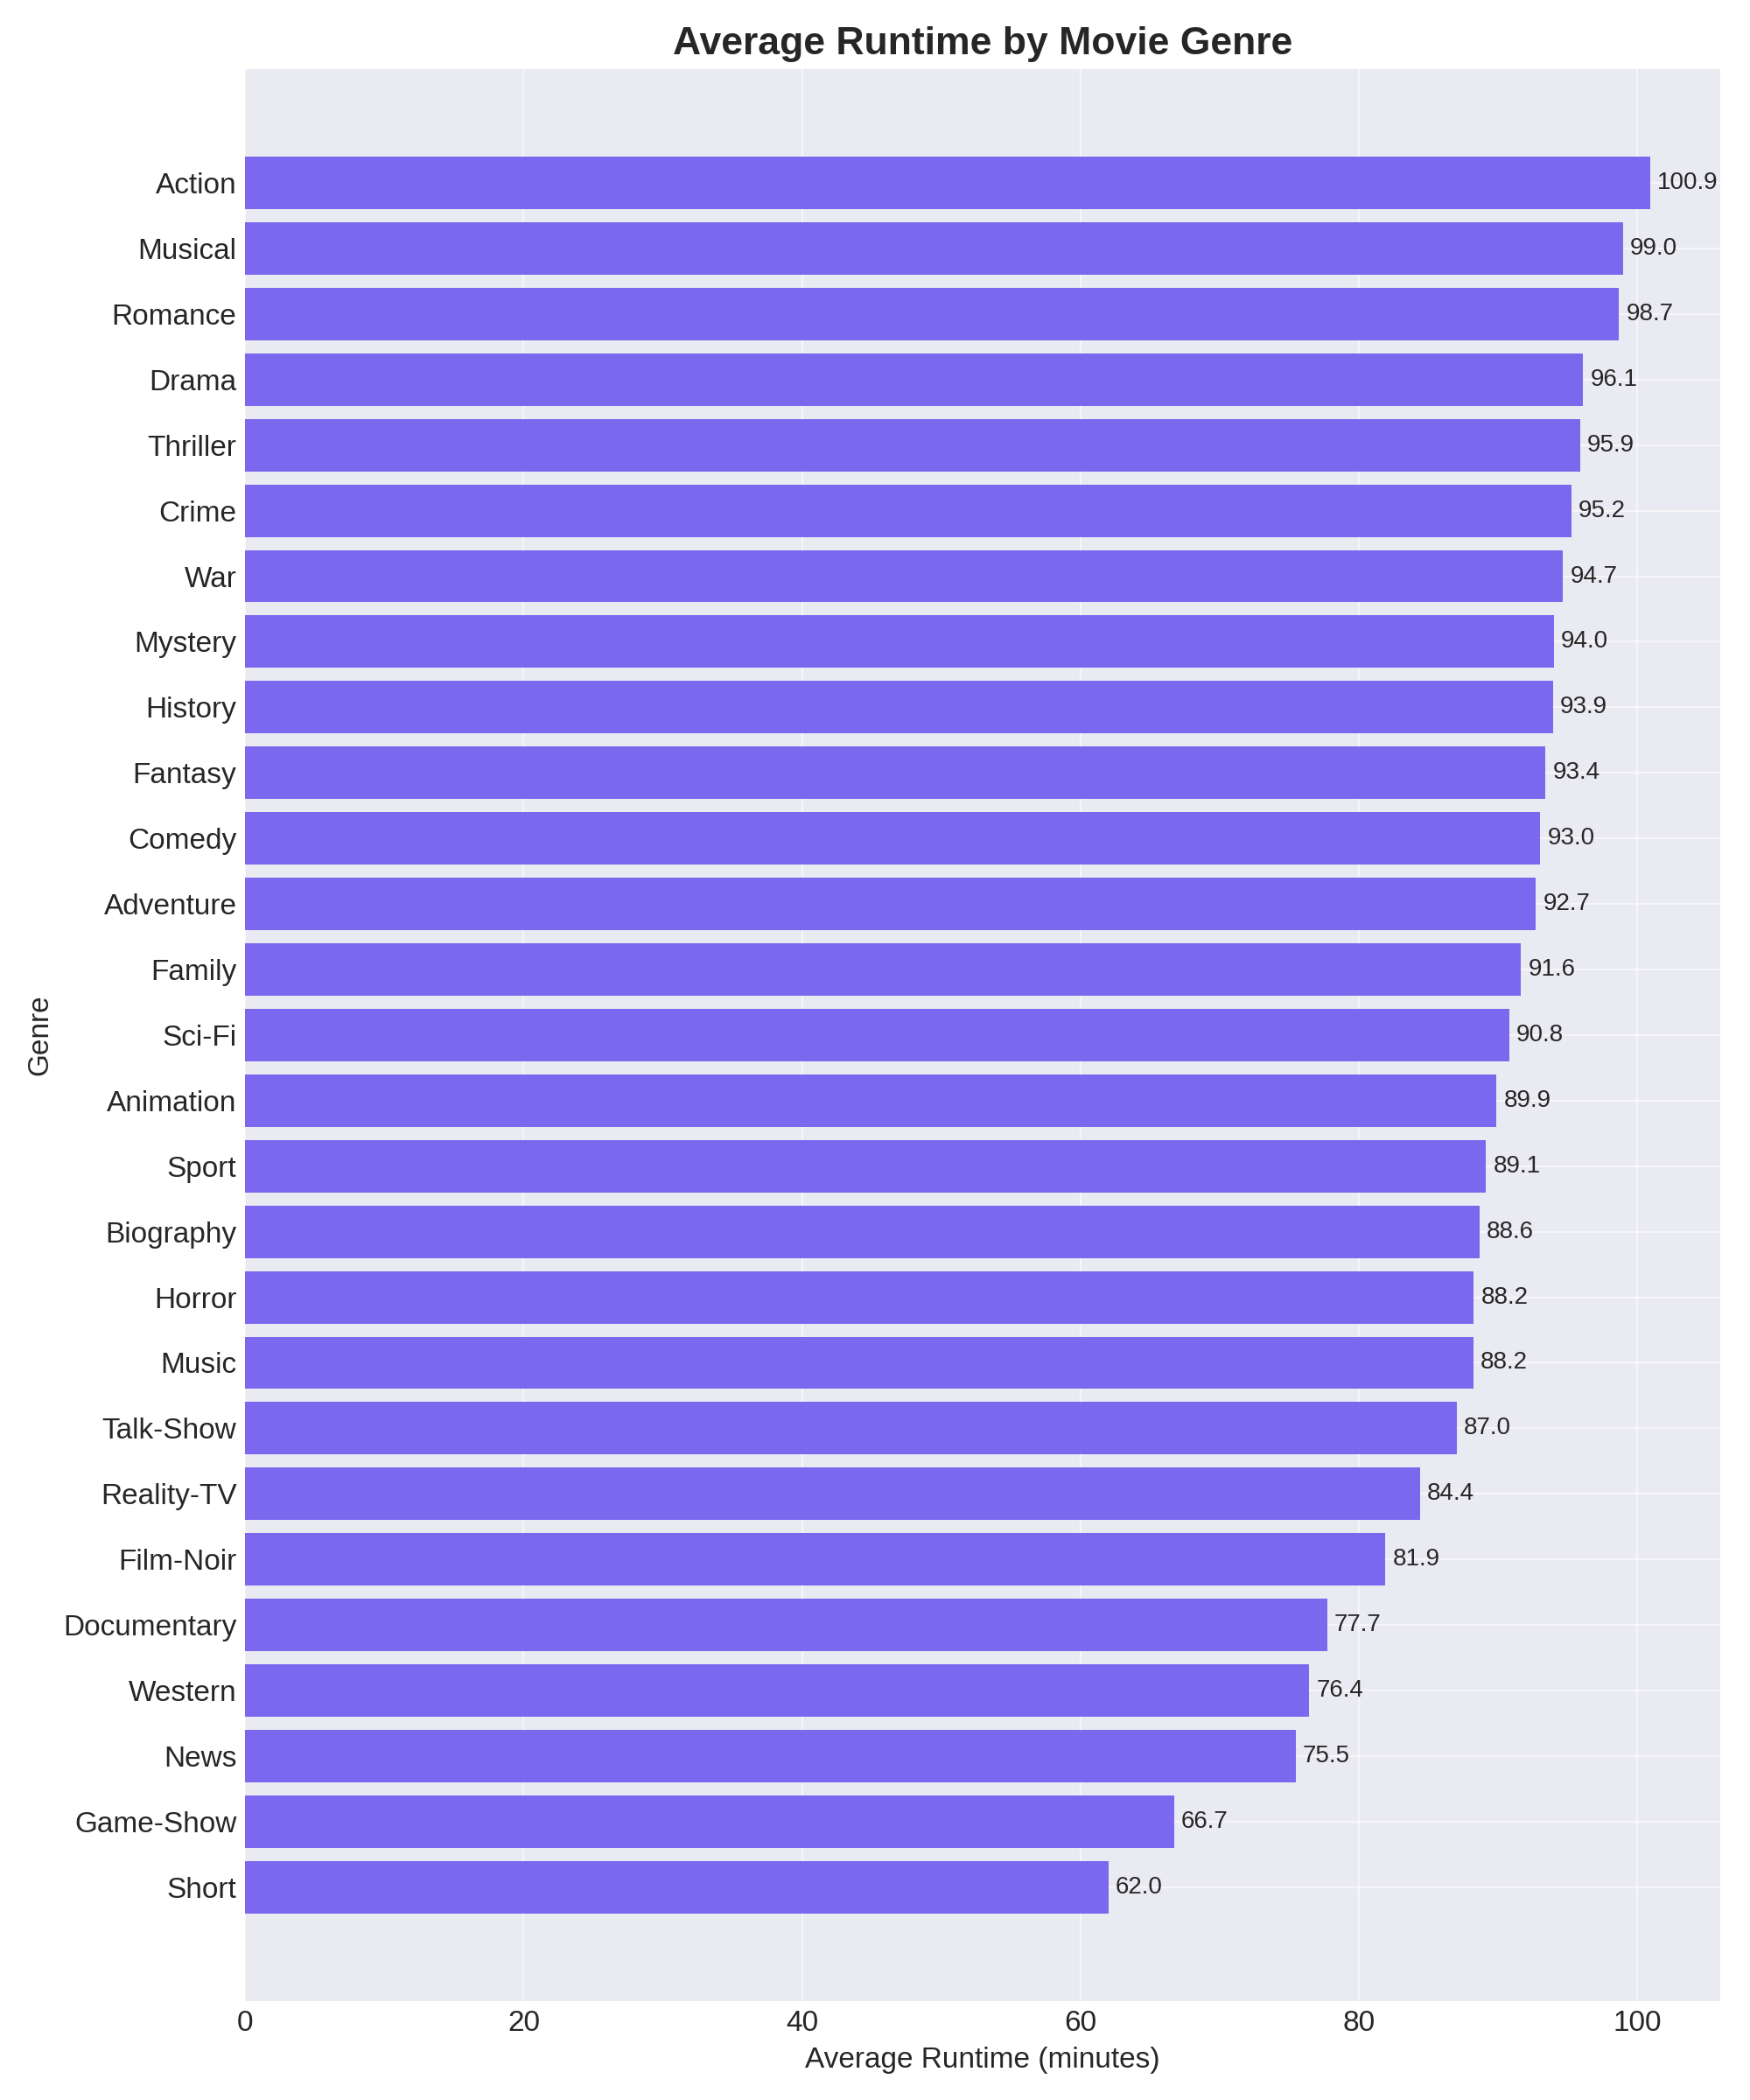 Average Runtime by Movie Genre
Action 100.9
Musical 99.0
Romance 98.7
Drama 96.1
Thriller 95.9
Crime 95.2
War 94.7
Mystery 94.0
History 93.9
Fantasy 93.4
Comedy 93.0
Adventure 92.7
Family 91.6
Sci-Fi 90.8
Animation 89.9
Sport 89.1
Biography 88.6
Horror 88.2
Music 88.2
Talk-Show 87.0
Reality-TV 84.4
Film-Noir 81.9
Documentary 77.7
Western 76.4
News 75.5
Game-Show 66.7
Short 62.0
Genre
0 20 40 60 80 100
Average Runtime (minutes)